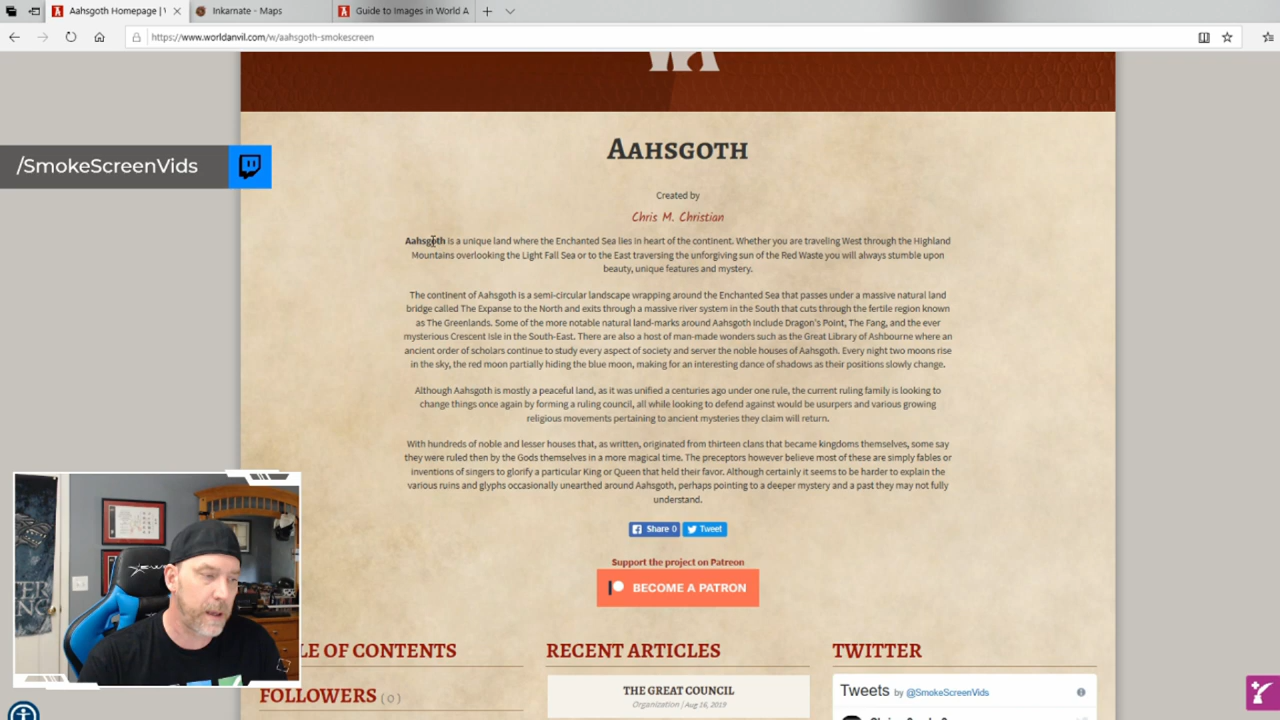 Aahsgoth Homepage | W
Inkarnate - Maps
Guide to Images in World A
https://www.worldanvil.com/w/aahsgoth-smokescreen
/SmokeScreenVids
AAHSGOTH
Created by
Chris M. Christian
Aahsgoth is a unique land where the Enchanted Sea lies in heart of the continent. Whether you are traveling West through the Highland
Mountains overlooking the Light Fall Sea or to the East traversing the unforgiving sun of the Red Waste you will always stumble upon
beauty, unique features and mystery.
The continent of Aahsgoth is a semi-circular landscape wrapping around the Enchanted Sea that passes under a massive natural land
bridge called The Expanse to the North and exits through a massive river system in the South that cuts through the fertile region known
as The Greenlands. Some of the more notable natural land-marks around Aahsgoth include Dragon's Point, The Fang, and the ever
mysterious Crescent Isle in the South-East. There are also a host of man-made wonders such as the Great Library of Ashbourne where an
ancient order of scholars continue to study every aspect of society and server the noble houses of Aahsgoth. Every night two moons rise
in the sky, the red moon partially hiding the blue moon, making for an interesting dance of shadows as their positions slowly change.
Although Aahsgoth is mostly a peaceful land, as it was unified a centuries ago under one rule, the current ruling family is looking to
change things once again by forming a ruling council, all while looking to defend against would be usurpers and various growing
religious movements pertaining to ancient mysteries they claim will return.
With hundreds of noble and lesser houses that, as written, originated from thirteen clans that became kingdoms themselves, some say
they were ruled then by the Gods themselves in a more magical time. The preceptors however believe most of these are simply fables or
inventions of singers to glorify a particular King or Queen that held their favor. Although certainly it seems to be harder to explain the
various ruins and glyphs occasionally unearthed around Aahsgoth, perhaps pointing to a deeper mystery and a past they may not fully
understand.
Share 0 Tweet
Support the project on Patreon
BECOME A PATRON
LE OF CONTENTS
RECENT ARTICLES
TWITTER
FOLLOWERS (0)
THE GREAT COUNCIL
Organization | Aug 16, 2019
Tweets by @SmokeScreenVids